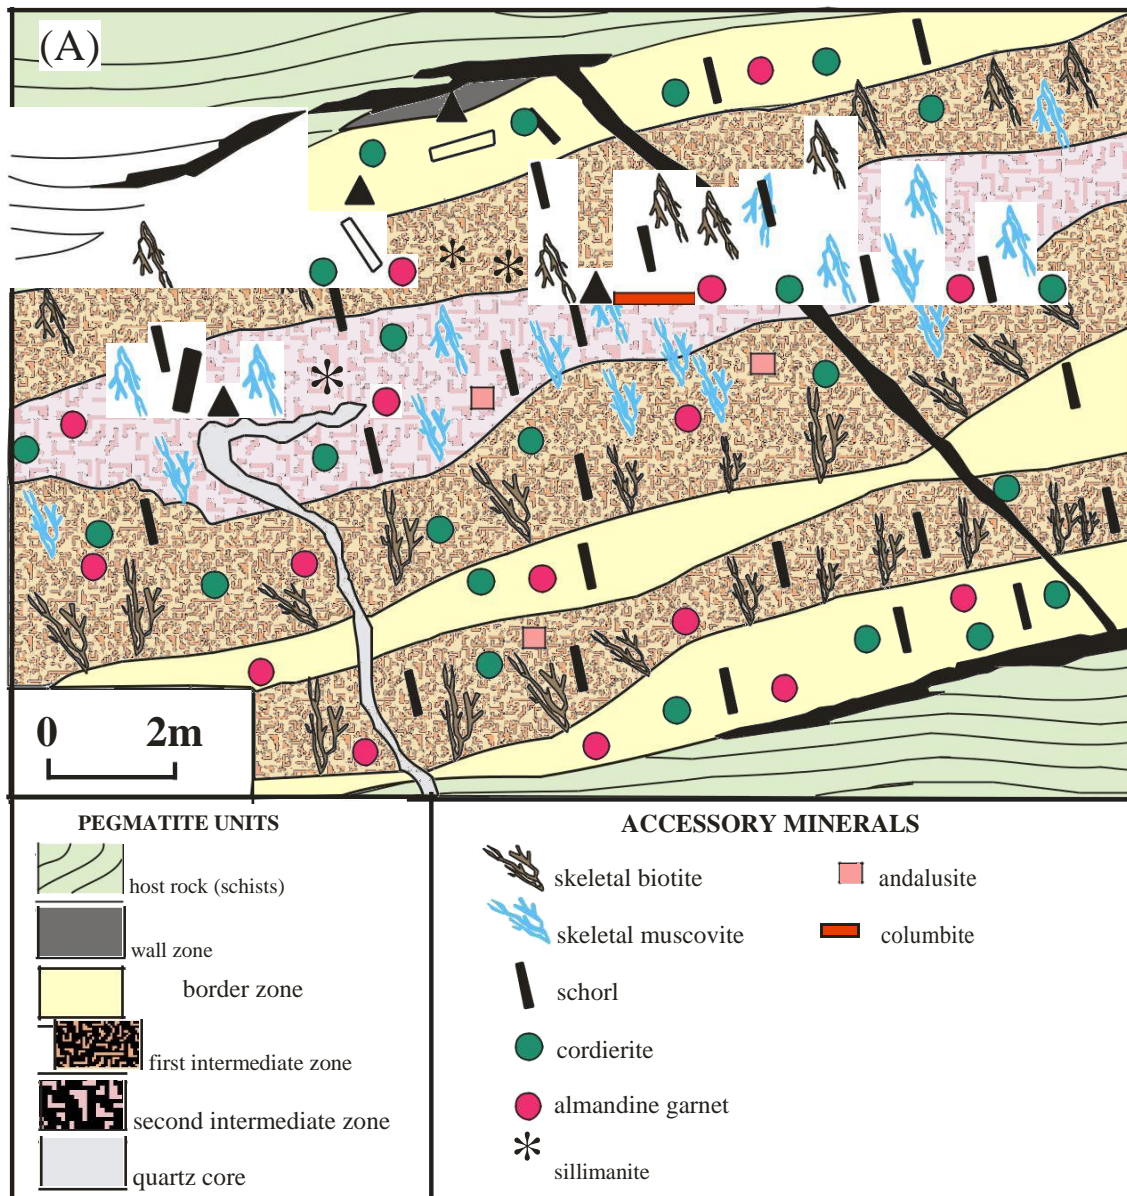 (A)
0 2m
PEGMATITE UNITS
host rock (schists)
wall zone
border zone
first intermediate zone
second intermediate zone
quartz core
ACCESSORY MINERALS
skeletal biotite
skeletal muscovite
schorl
cordierite
almandine garnet
sillimanite
andalusite
columbite